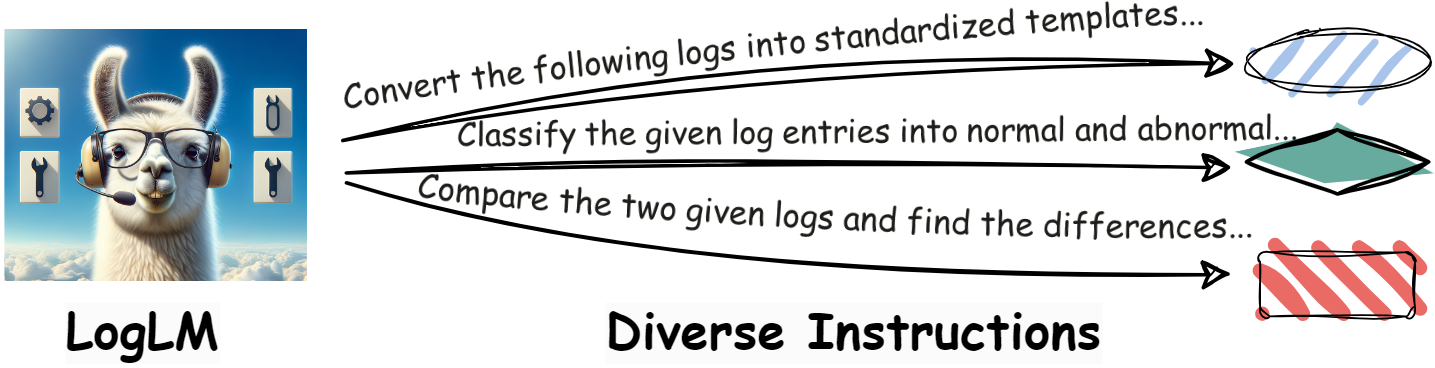 Convert the following logs into standardized templates...
Classify the given log entries into normal and abnormal...
Compare the two given logs and find the differences...
LogLM
Diverse Instructions